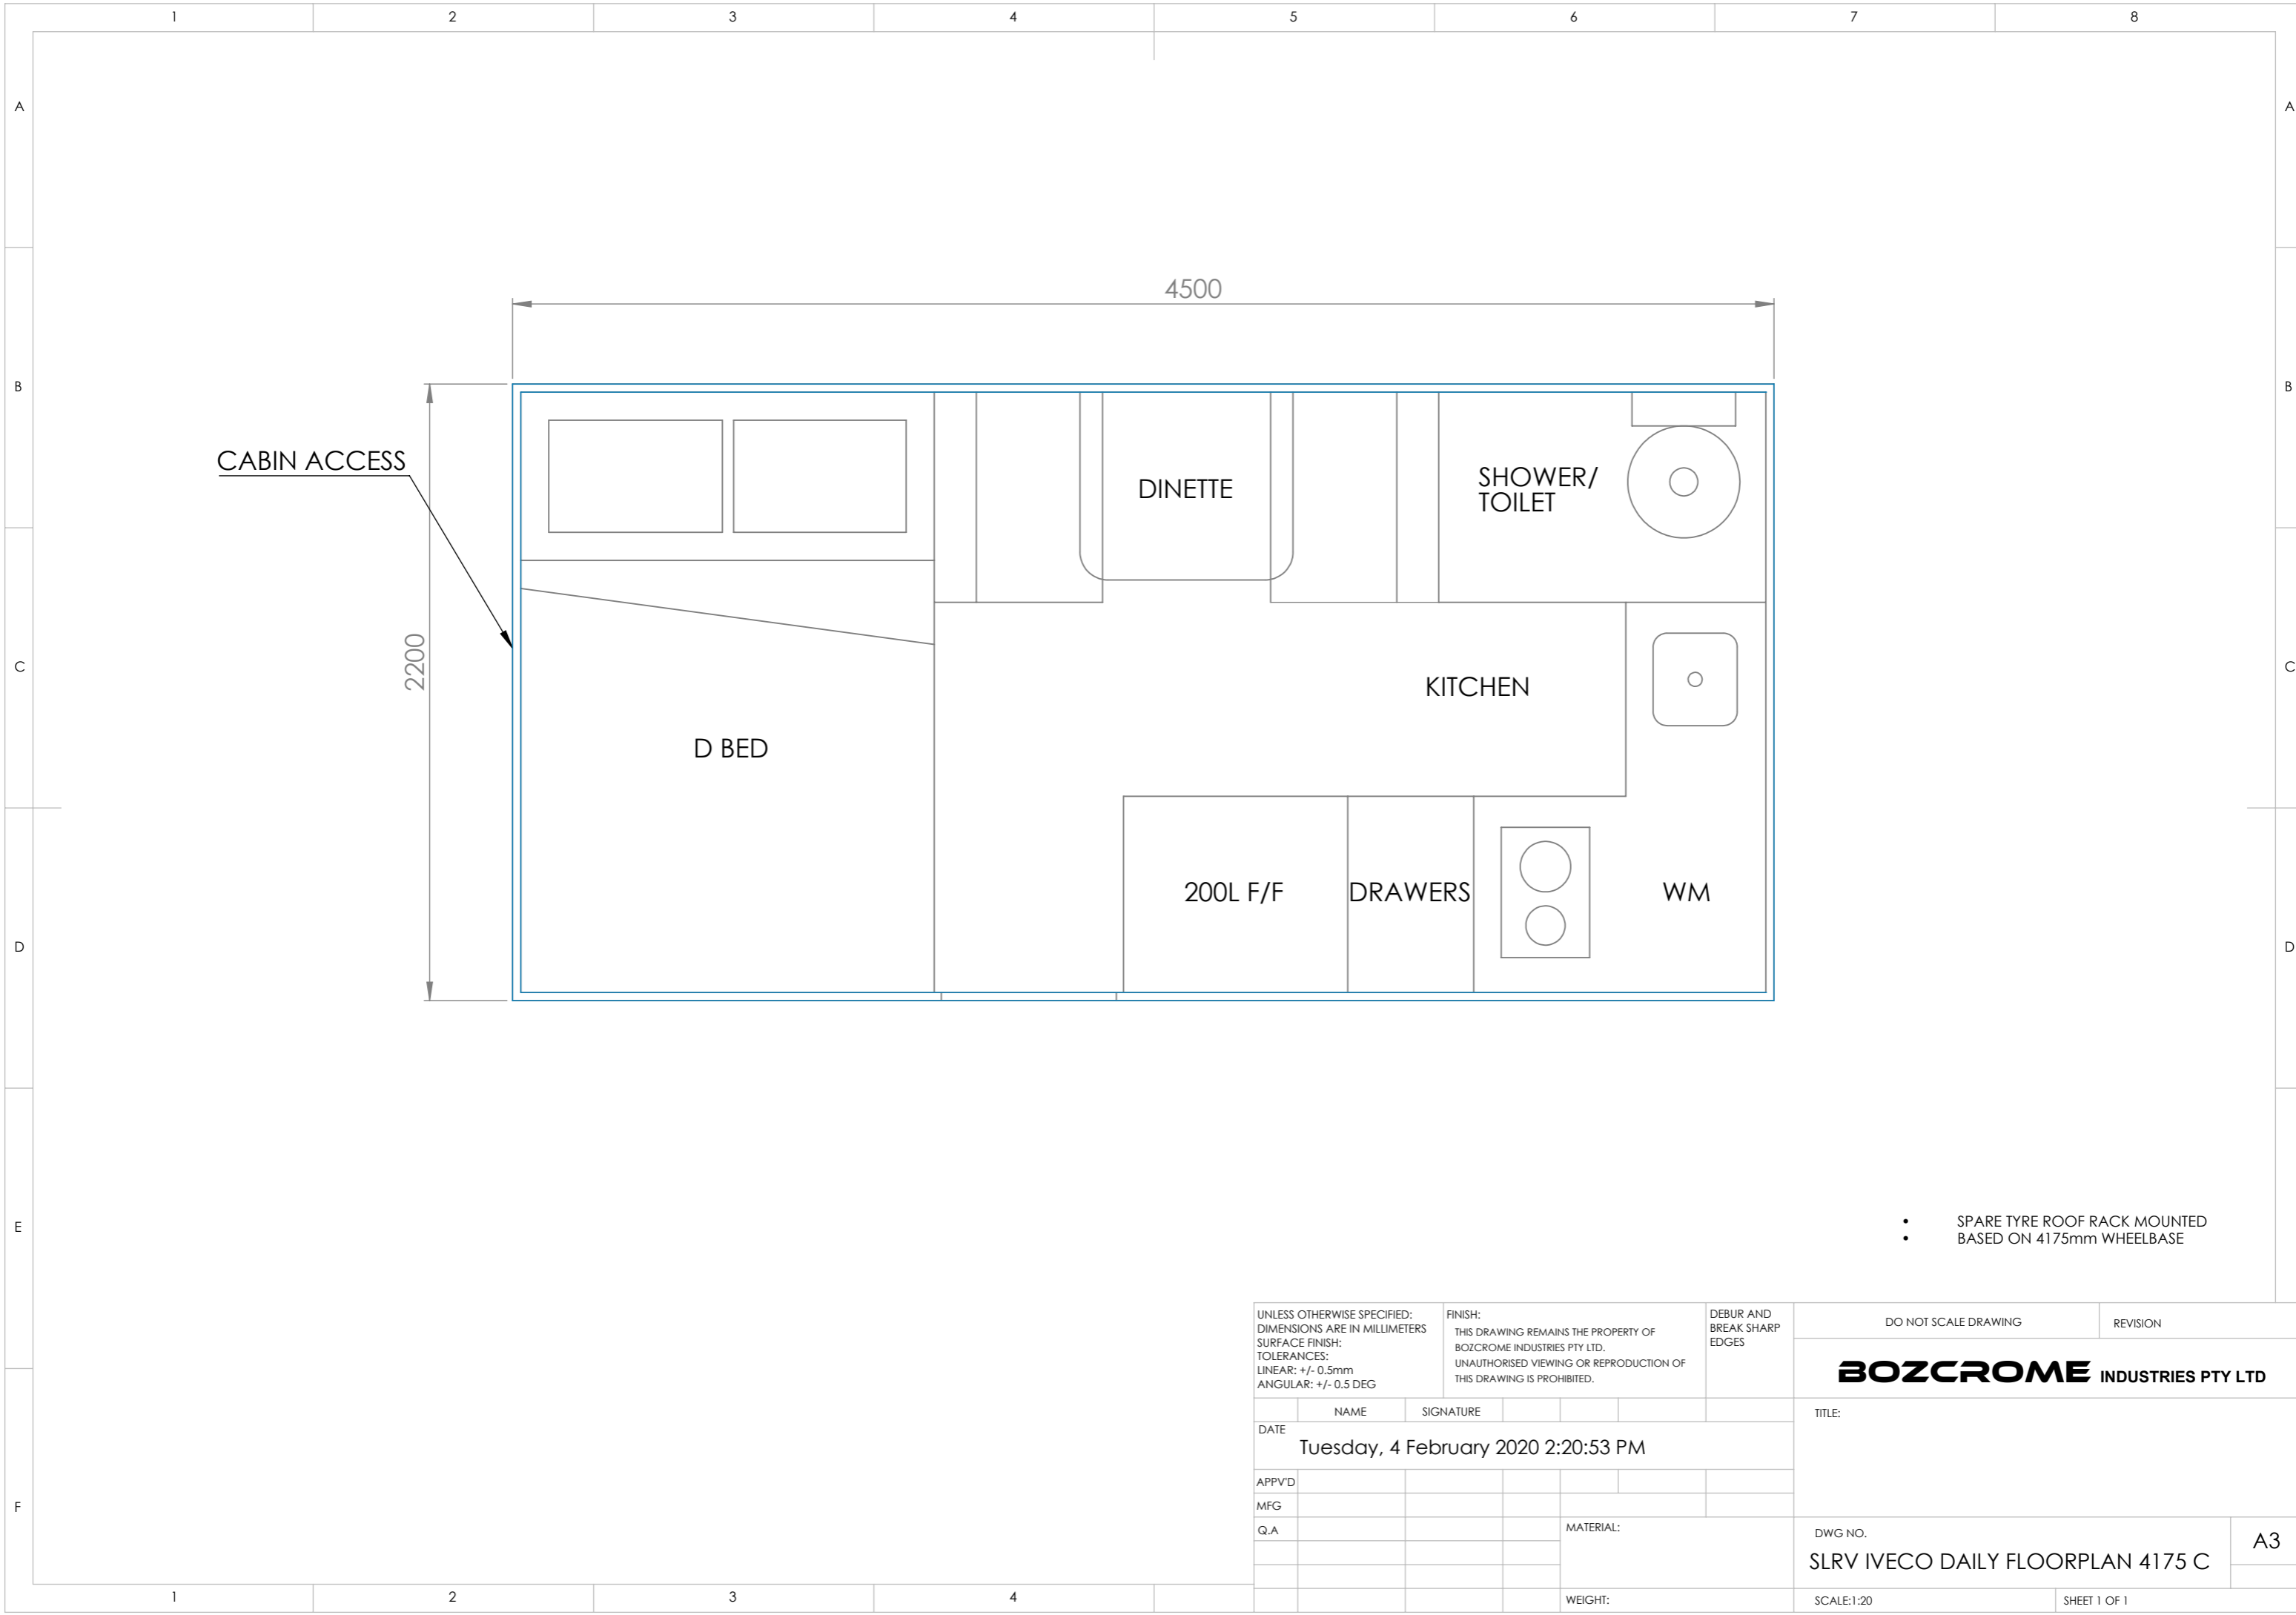 1 2 3 4 5 6 7 8
A A
4500
B B
CABIN ACCESS
DINETTE
SHOWER/
TOILET
2200
C C
KITCHEN
D BED
200L F/F
DRAWERS
WM
D D
E
• SPARE TYRE ROOF RACK MOUNTED
• BASED ON 4175mm WHEELBASE
UNLESS OTHERWISE SPECIFIED:
DIMENSIONS ARE IN MILLIMETERS
SURFACE FINISH:
TOLERANCES:
LINEAR: +/- 0.5mm
ANGULAR: +/- 0.5 DEG
FINISH:
THIS DRAWING REMAINS THE PROPERTY OF
BOZCROME INDUSTRIES PTY LTD.
UNAUTHORISED VIEWING OR REPRODUCTION OF
THIS DRAWING IS PROHIBITED.
DEBUR AND
BREAK SHARP
EDGES
DO NOT SCALE DRAWING
REVISION
BOZCROME INDUSTRIES PTY LTD
NAME
SIGNATURE
DATE
Tuesday, 4 February 2020 2:20:53 PM
TITLE:
APPV'D
MFG
Q.A
MATERIAL:
DWG NO.
SLRV IVECO DAILY FLOORPLAN 4175 C
A3
WEIGHT:
SCALE:1:20
SHEET 1 OF 1
F
1 2 3 4